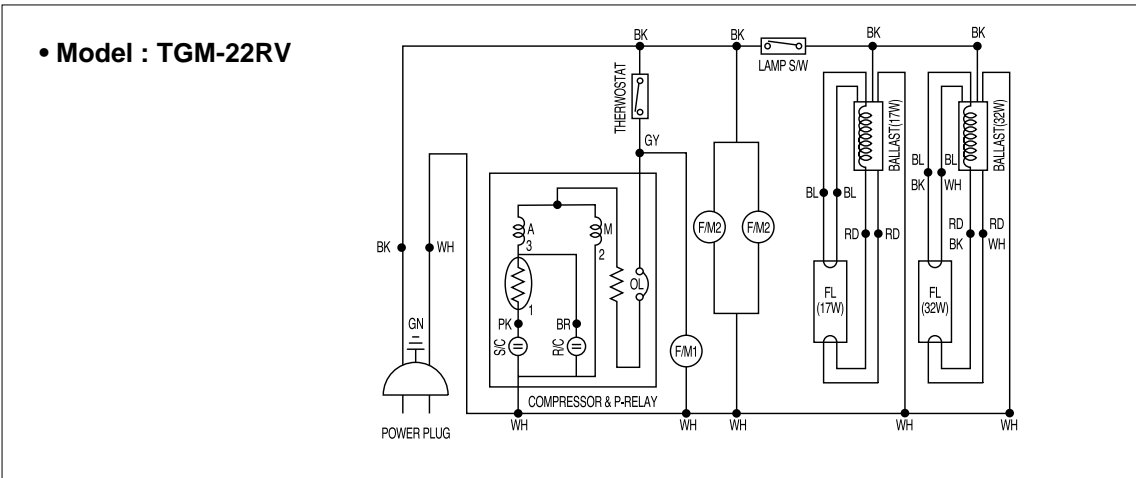 • Model : TGM-22RV
BK BK BK BK
LAMP S/W
THERWOSTAT
GY
BALLAST(17W)
BALLAST(32W)
BL BL
BK WH
BL BL
A M
3 2
F/M2 F/M2
RD RD
RD RD
BK WH
BK WH
OL
1
FL
(17W)
FL
(32W)
PK BR
GN
S/C R/C
F/M1
COMPRESSOR & P-RELAY
WH WH WH WH WH
POWER PLUG